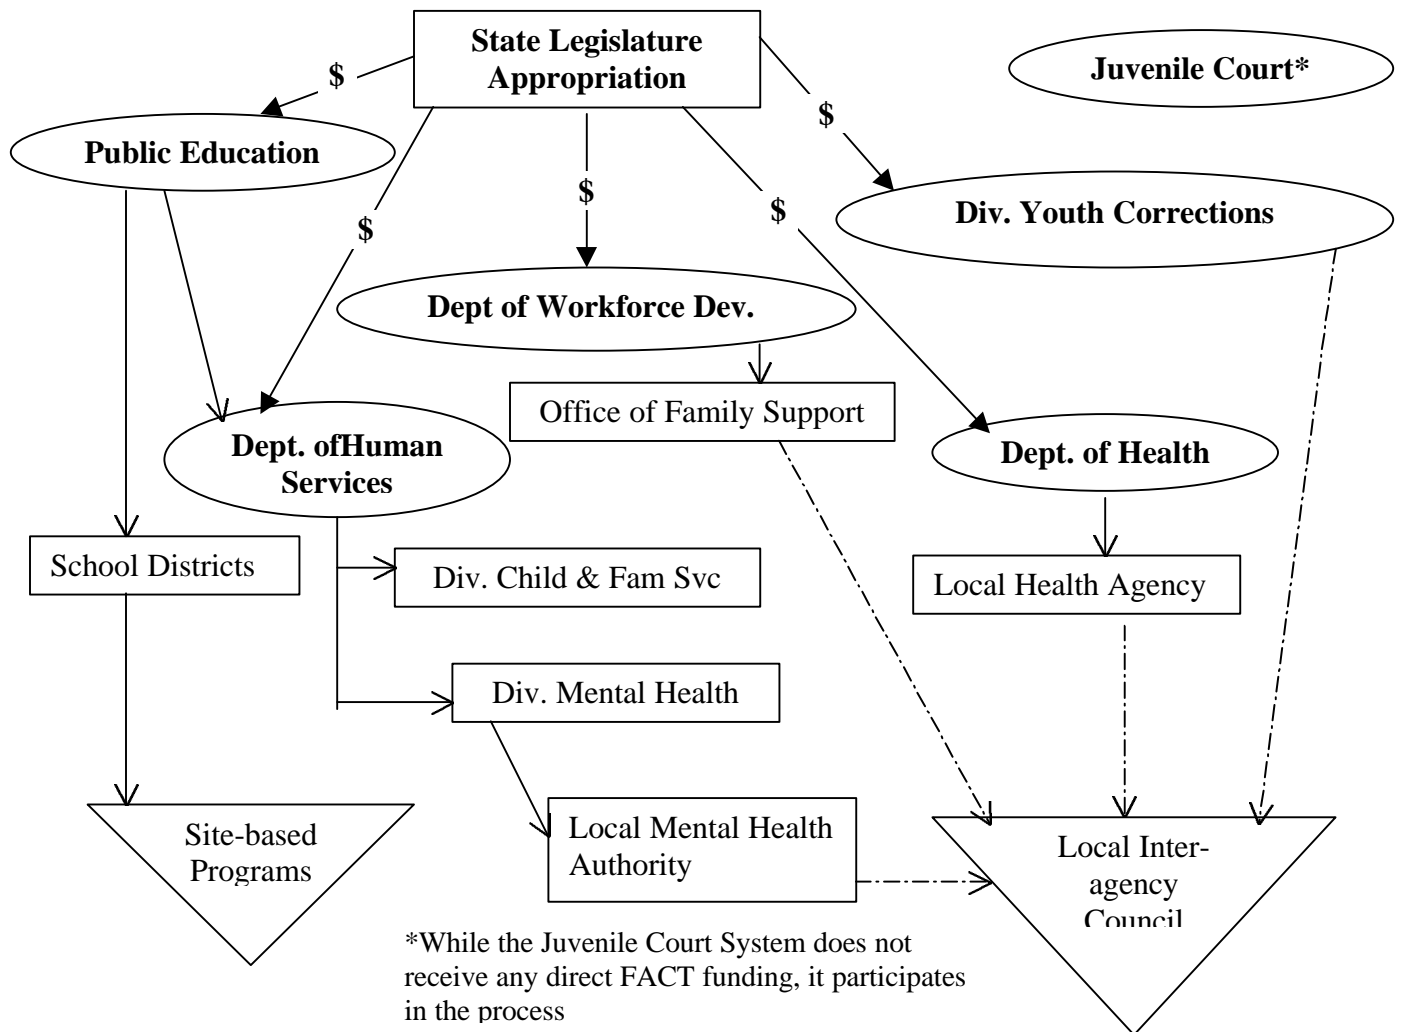 State Legislature
Appropriation
Juvenile Court*
$
$
Public Education
$
$
$
Div. Youth Corrections
Dept of Workforce Dev.
Office of Family Support
Dept. ofHuman
Services
Dept. of Health
School Districts
Div. Child & Fam Svc
Local Health Agency
Div. Mental Health
Site-based
Programs
Local Mental Health
Authority
Local Inter-
agency
Council
*While the Juvenile Court System does not
receive any direct FACT funding, it participates
in the process